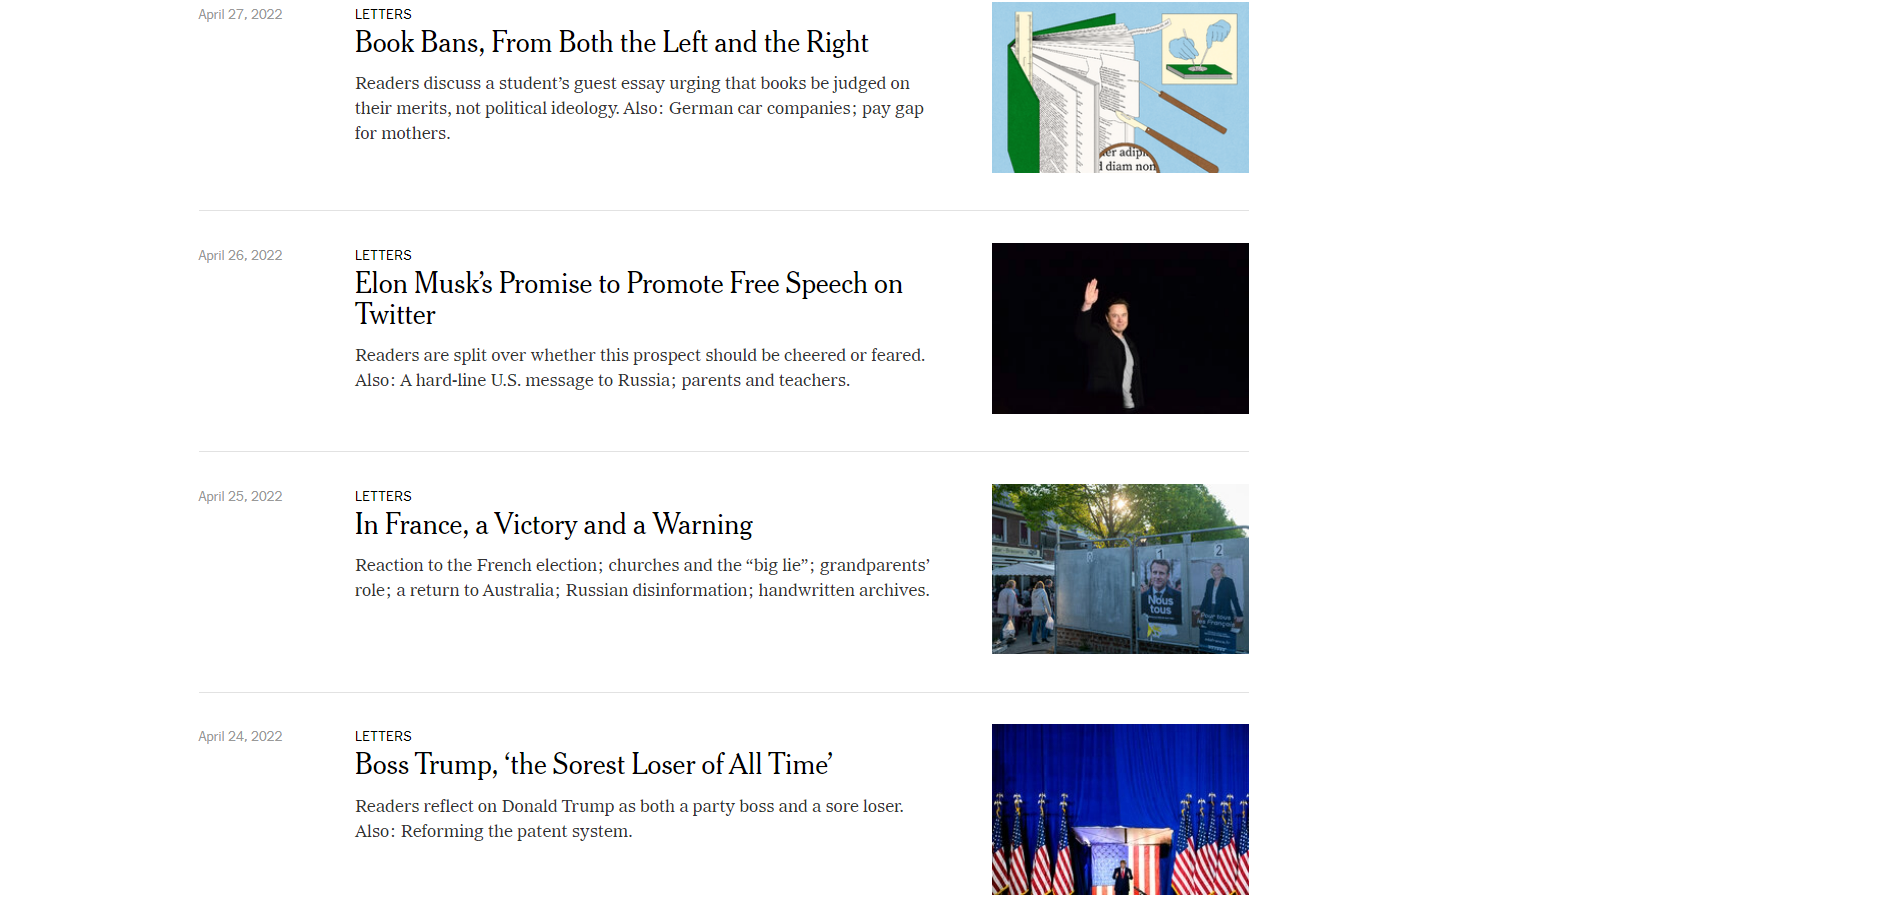 April 27, 2022
LETTERS
Book Bans, From Both the Left and the Right
Readers discuss a student’s guest essay urging that books be judged on
their merits, not political ideology. Also: German car companies; pay gap
for mothers.
er adipi
d diam non
April 26, 2022
LETTERS
Elon Musk’s Promise to Promote Free Speech on
Twitter
Readers are split over whether this prospect should be cheered or feared.
Also: A hard-line U.S. message to Russia; parents and teachers.
April 25, 2022
LETTERS
In France, a Victory and a Warning
Reaction to the French election; churches and the “big lie”; grandparents’
role; a return to Australia; Russian disinformation; handwritten archives.
1
2
Nous
tous
Pour tous
les Français
April 24, 2022
LETTERS
Boss Trump, ‘the Sorest Loser of All Time’
Readers reflect on Donald Trump as both a party boss and a sore loser.
Also: Reforming the patent system.